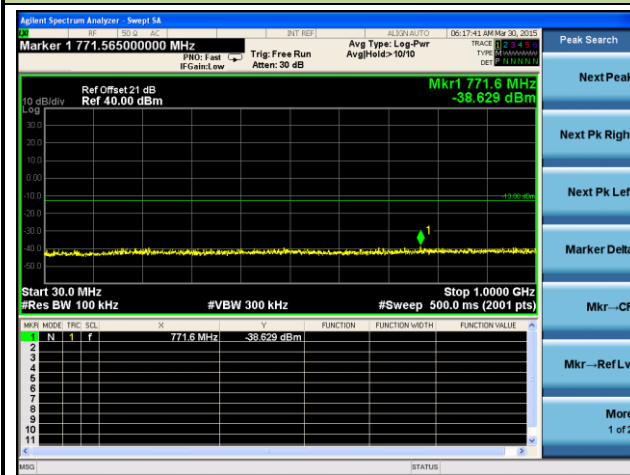 Agilent Spectrum Analyzer - Swept SA
RF 50 Ω AC INT REF ALIGN AUTO 06:17:41 AM Mar 30, 2015
Marker 1 771.565000000 MHz
PNO: Fast
IFGain:Low
Trig: Free Run
Atten: 30 dB
Avg Type: Log-Pwr
Avg|Hold:>10/10
TRACE 1 2 3 4 5 6
TYPE
DET P N N N N N
Peak Search
Ref Offset 21 dB
10 dB/div Ref 40.00 dBm
Log
Mkr1 771.6 MHz
-38.629 dBm
30.0
20.0
10.0
0.00
-10.0
-20.0
-30.0
-40.0
-50.0
-13.00 dBm
1
Start 30.0 MHz Stop 1.0000 GHz
#Res BW 100 kHz #VBW 300 kHz #Sweep 500.0 ms (2001 pts)
MKR MODE TRC SCL X Y FUNCTION FUNCTION WIDTH FUNCTION VALUE
1 N 1 f 771.6 MHz -38.629 dBm
2
3
4
5
6
7
8
9
10
11
MSG STATUS
Next Peak
Next Pk Righ
Next Pk Lef
Marker Delta
Mkr→CF
Mkr→Ref Lv
More
1 of 2